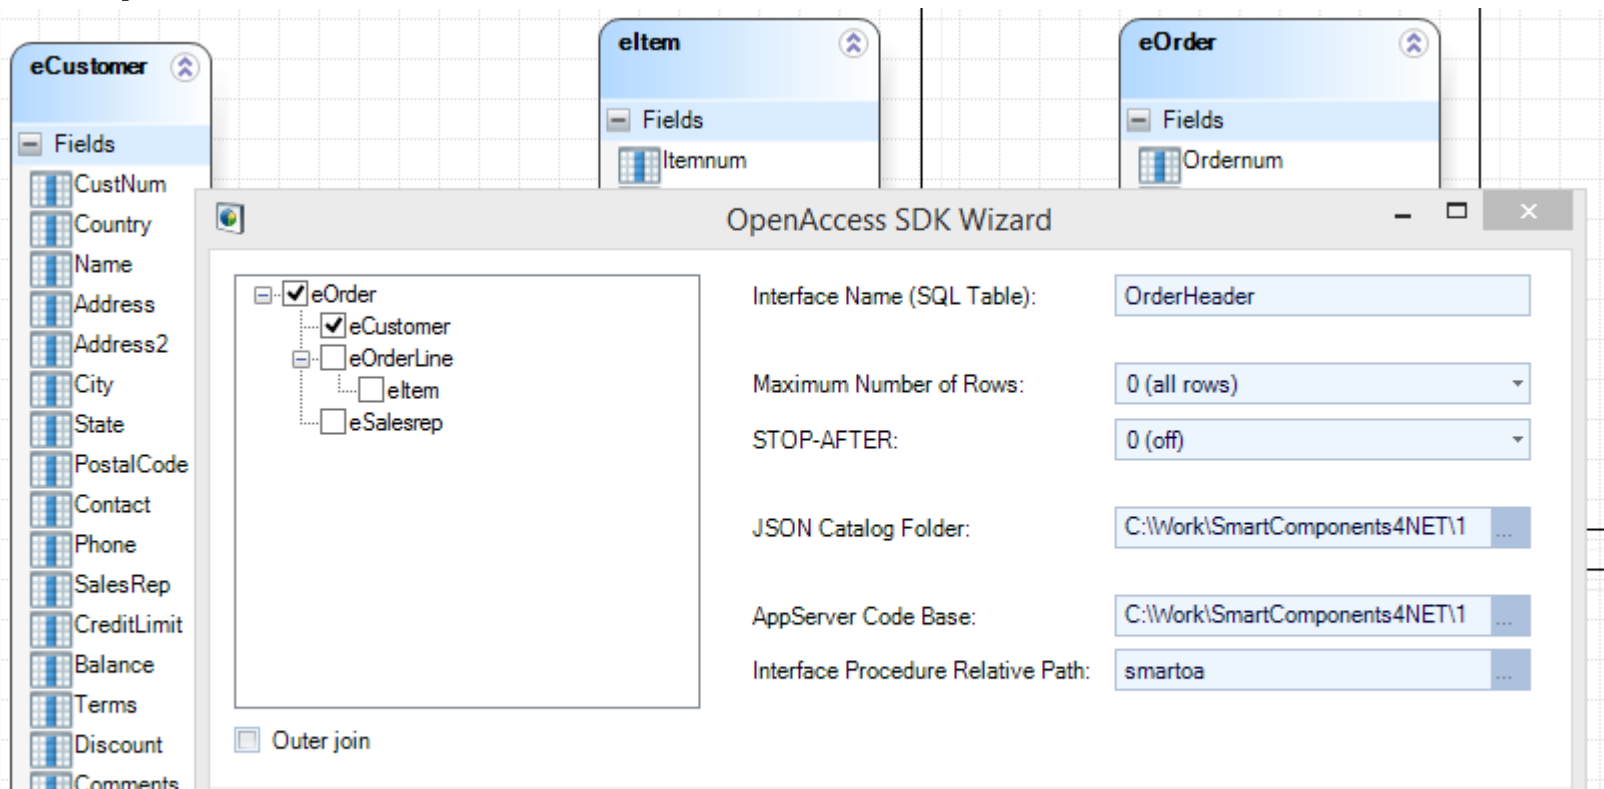 eCustomer
Fields
CustNum
Country
Name
Address
Address2
City
State
PostalCode
Contact
Phone
SalesRep
CreditLimit
Balance
Terms
Discount
Comments
eItem
Fields
Itemnum
eOrder
Fields
Ordernum
OpenAccess SDK Wizard
eOrder
eCustomer
eOrderLine
eItem
eSalesrep
Outer join
Interface Name (SQL Table): OrderHeader
Maximum Number of Rows: 0 (all rows)
STOP-AFTER: 0 (off)
JSON Catalog Folder: C:\Work\SmartComponents4NET\1 ...
AppServer Code Base: C:\Work\SmartComponents4NET\1 ...
Interface Procedure Relative Path: smartoa ...